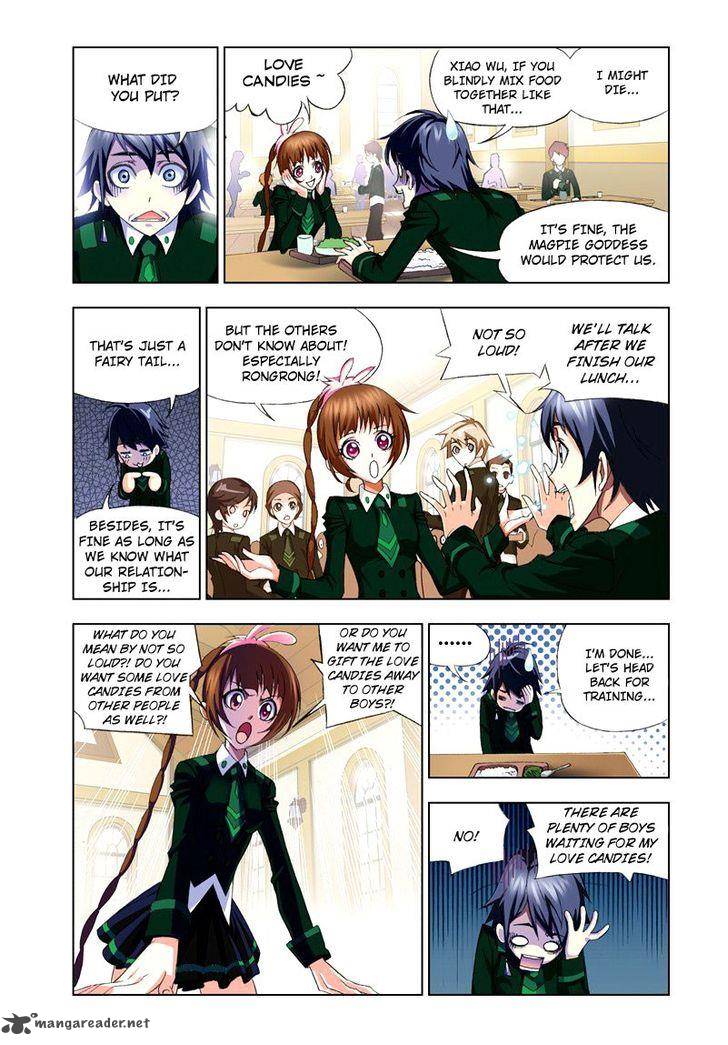 WHAT DID
YOU PUT?
LOVE
CANDIES ~
XIAO WU, IF YOU
BLINDLY MIX FOOD
TOGETHER LIKE
THAT...
I MIGHT
DIE...
IT'S FINE, THE
MAGPIE GODDESS
WOULD PROTECT US.
THAT'S JUST A
FAIRY TAIL...
BESIDES, IT'S
FINE AS LONG AS
WE KNOW WHAT
OUR RELATION-
SHIP IS...
BUT THE OTHERS
DON'T KNOW ABOUT!
ESPECIALLY
RONGRONG!
NOT SO
LOUD!
WE'LL TALK
AFTER WE
FINISH OUR
LUNCH...
WHAT DO YOU
MEAN BY NOT SO
LOUD?! DO YOU
WANT SOME LOVE
CANDIES FROM
OTHER PEOPLE
AS WELL?!
OR DO YOU
WANT ME TO
GIFT THE LOVE
CANDIES AWAY
TO OTHER
BOYS?!
......
I'M DONE...
LET'S HEAD
BACK FOR
TRAINING...
NO!
THERE ARE
PLENTY OF BOYS
WAITING FOR MY
LOVE CANDIES!
mangareader.net